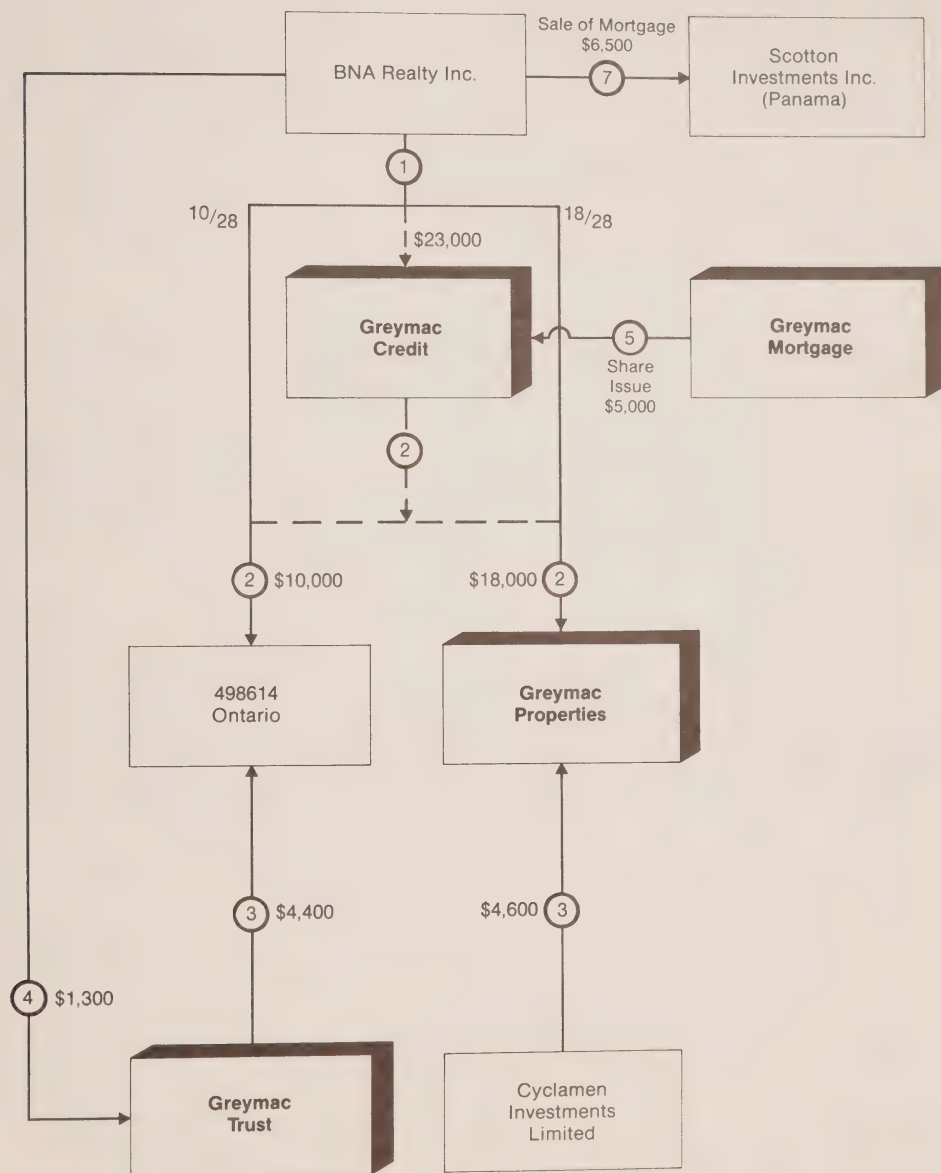 Sale of Mortgage
$6,500
BNA Realty Inc.
7
Scotton
Investments Inc.
(Panama)
1
10/28
18/28
$23,000
Greymac
Credit
5
Share
Issue
$5,000
Greymac
Mortgage
2
2 $10,000
$18,000 2
498614
Ontario
Greymac
Properties
3 $4,400
$4,600 3
4 $1,300
Greymac
Trust
Cyclamen
Investments
Limited